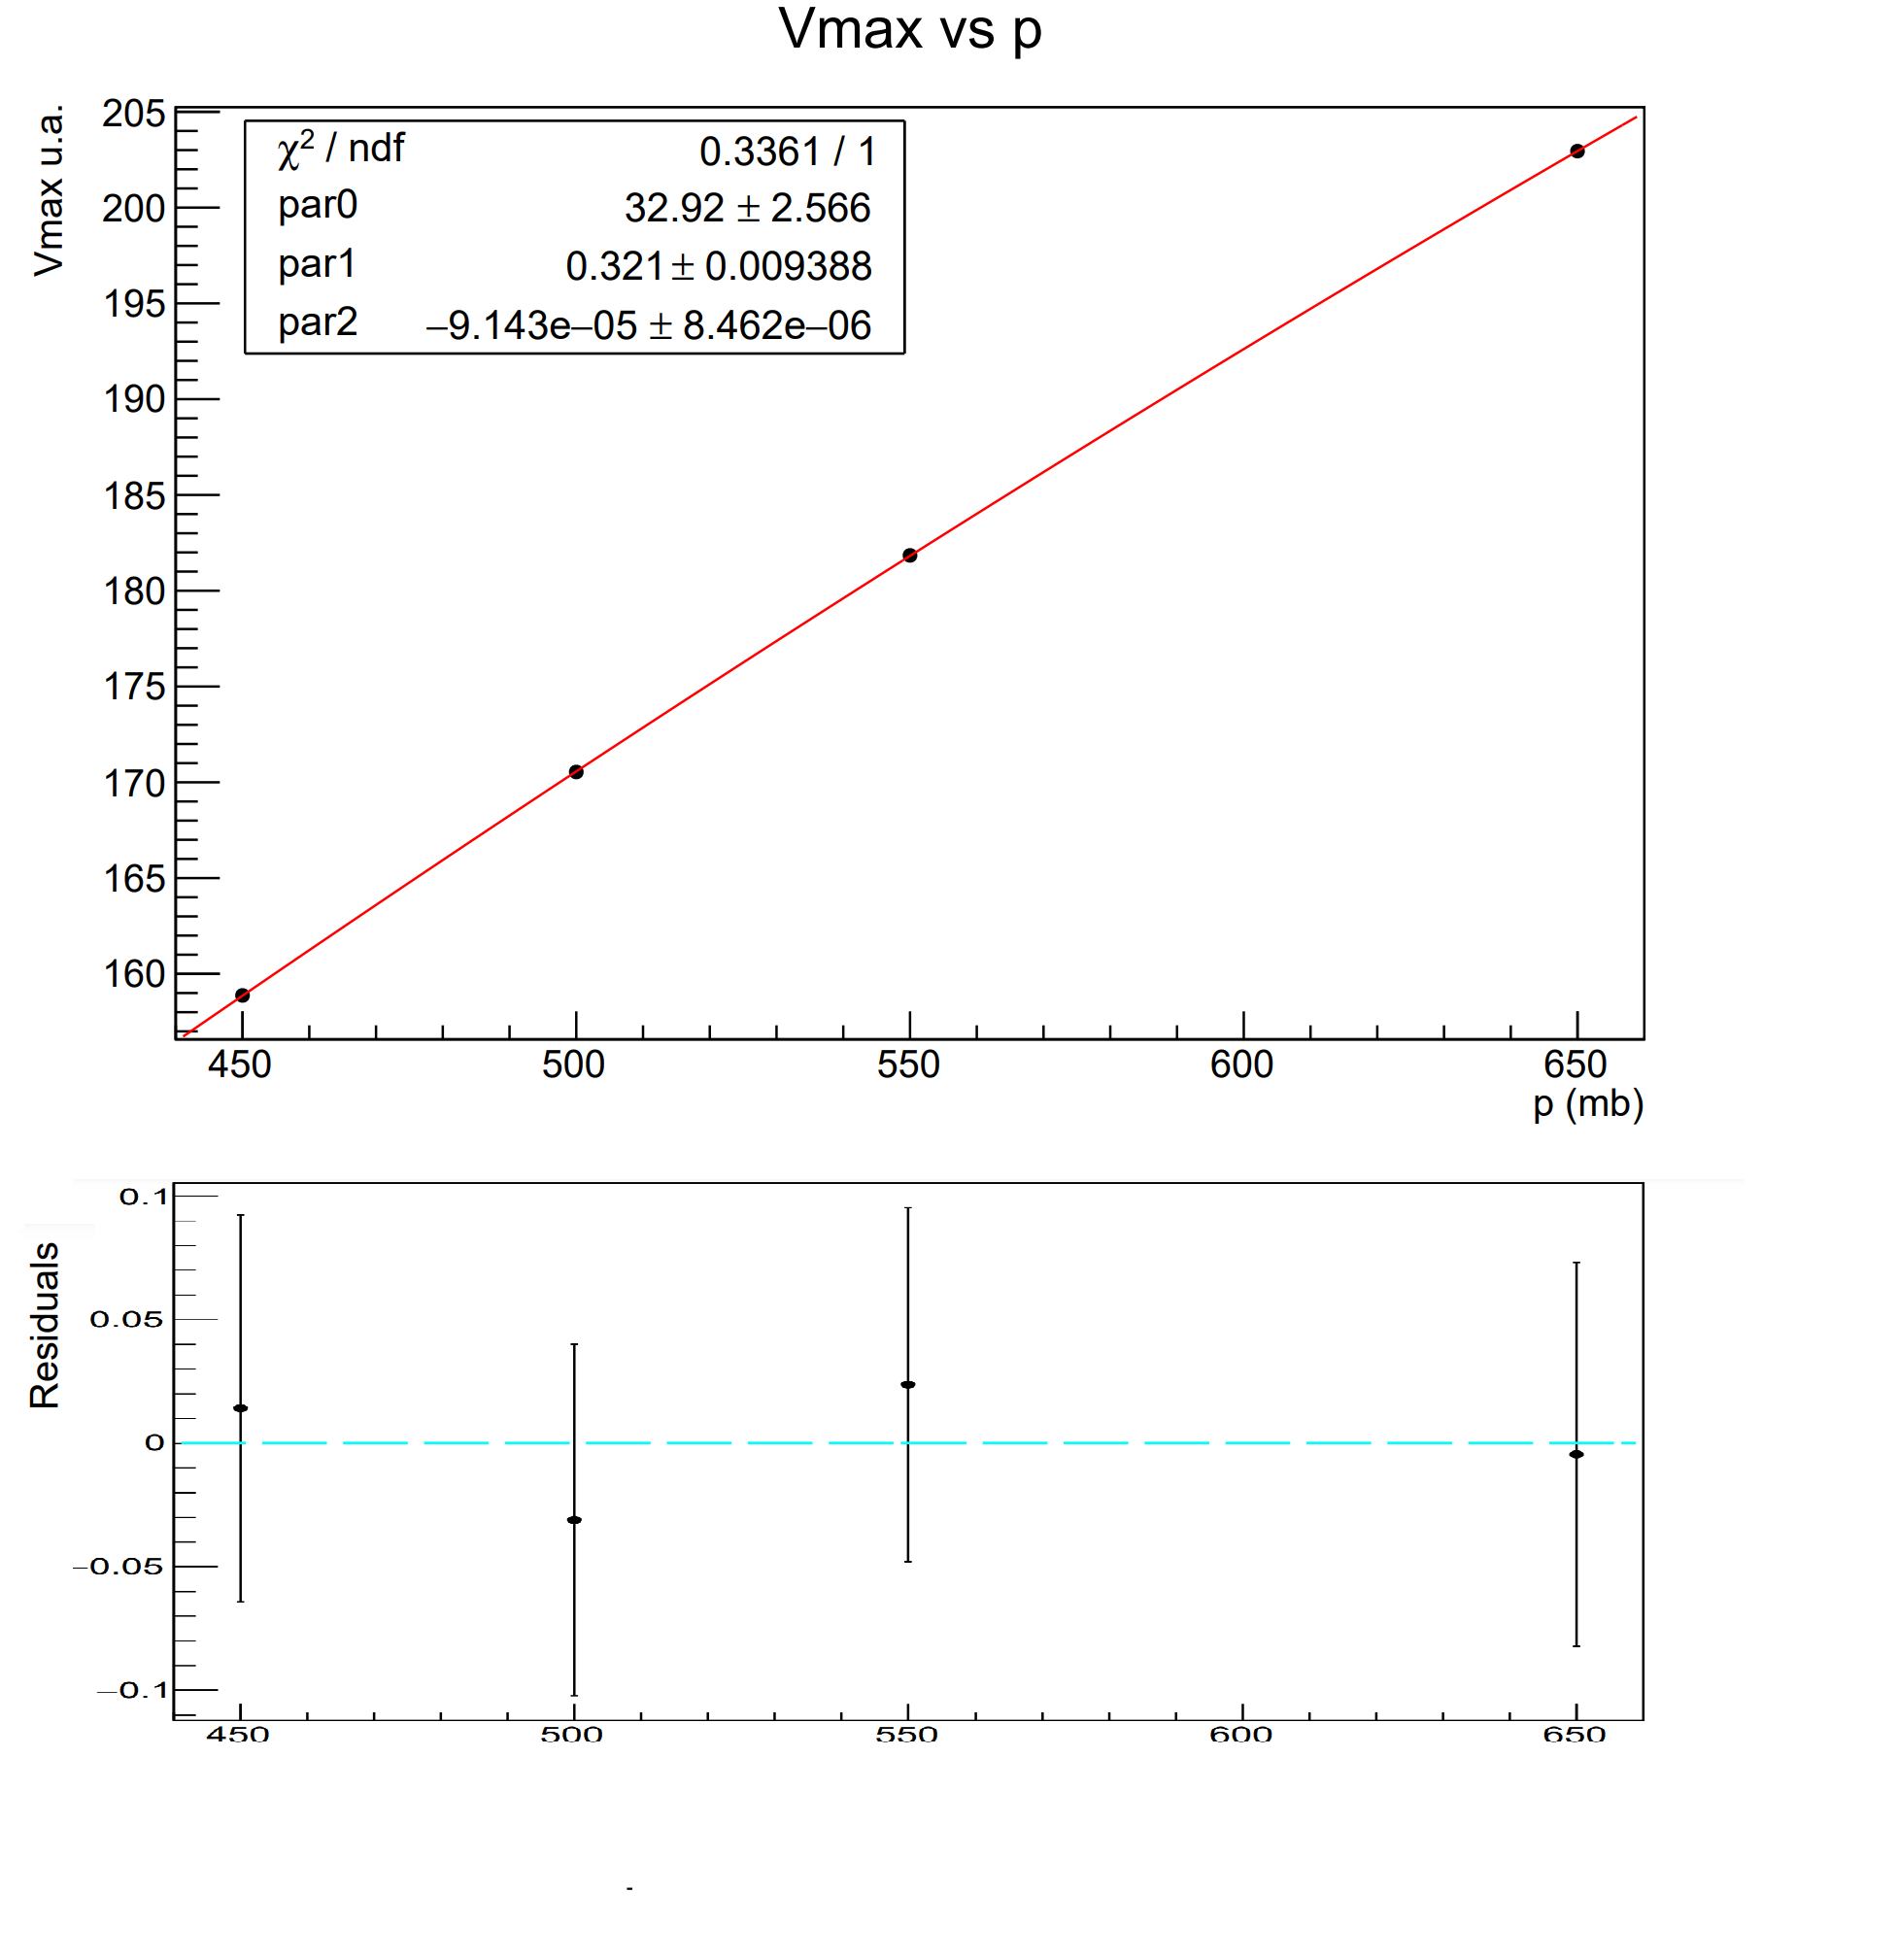 Vmax vs p
Vmax u.a.
205
200
195
190
185
180
175
170
165
160
χ2 / ndf 0.3361 / 1
par0 32.92 ± 2.566
par1 0.321 ± 0.009388
par2 −9.143e−05 ± 8.462e−06
450 500 550 600 650
p (mb)
Residuals
0.1
0.05
0
−0.05
−0.1
450 500 550 600 650
-